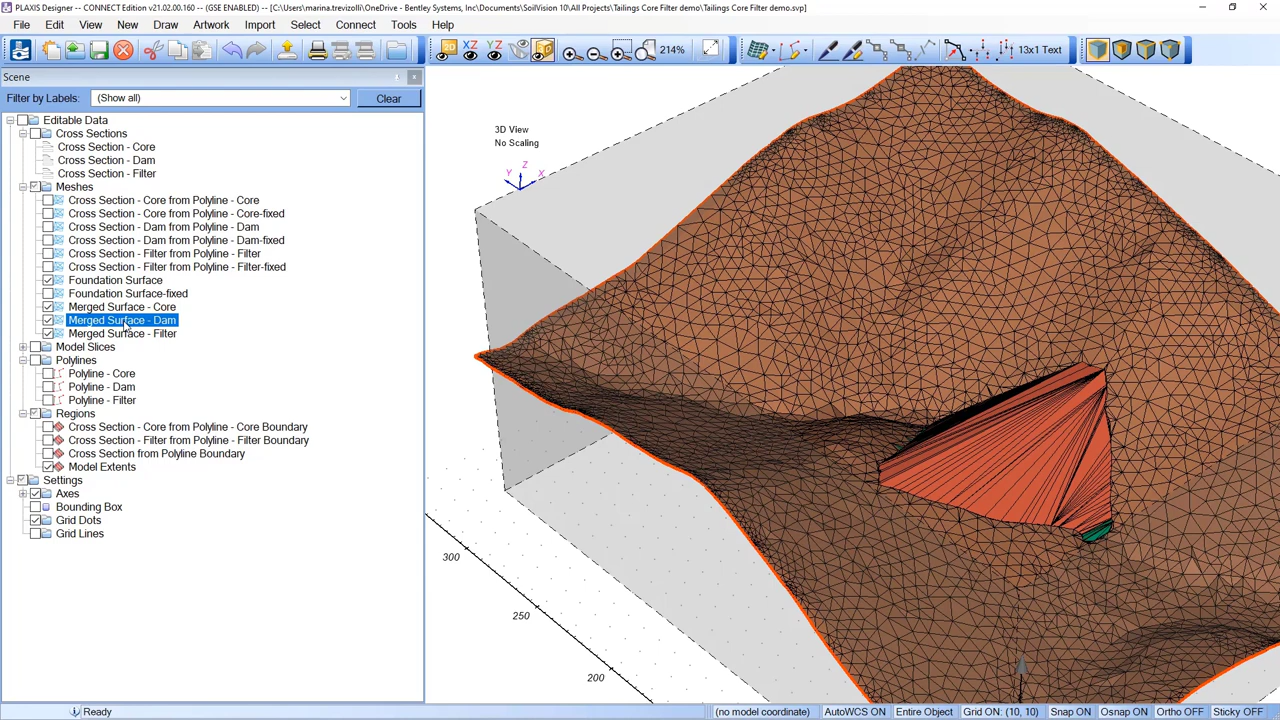 PLAXIS Designer - CONNECT Edition v21.02.00.160 -- (GSE ENABLED) -- [C:\Users\marina.trevizolli\OneDrive - Bentley Systems, Inc\Documents\SoilVision 10\All Projects\Tailings Core Filter demo\Tailings Core Filter demo.svp]
File Edit Views New Draw Artwork Import Select Connect Tools Help
2D XZ YZ 214% 13x1 Text
Scene
Filter by Labels: (Show all) Clear
Editable Data
Cross Sections
Cross Section - Core
Cross Section - Dam
Cross Section - Filter
Meshes
Cross Section - Core from Polyline - Core
Cross Section - Core from Polyline - Core-fixed
Cross Section - Dam from Polyline - Dam
Cross Section - Dam from Polyline - Dam-fixed
Cross Section - Filter from Polyline - Filter
Cross Section - Filter from Polyline - Filter-fixed
Foundation Surface
Foundation Surface-fixed
Merged Surface - Core
Merged Surface - Dam
Merged Surface - Filter
Model Slices
Polylines
Polyline - Core
Polyline - Dam
Polyline - Filter
Regions
Cross Section - Core from Polyline - Core Boundary
Cross Section - Filter from Polyline - Filter Boundary
Cross Section from Polyline Boundary
Model Extents
Settings
Axes
Bounding Box
Grid Dots
Grid Lines
3D View
No Scaling
Z
Y X
300
250
200
Ready (no model coordinate) AutoWCS ON Entire Object Grid ON: (10, 10) Snap ON Osnap ON Ortho OFF Sticky OFF